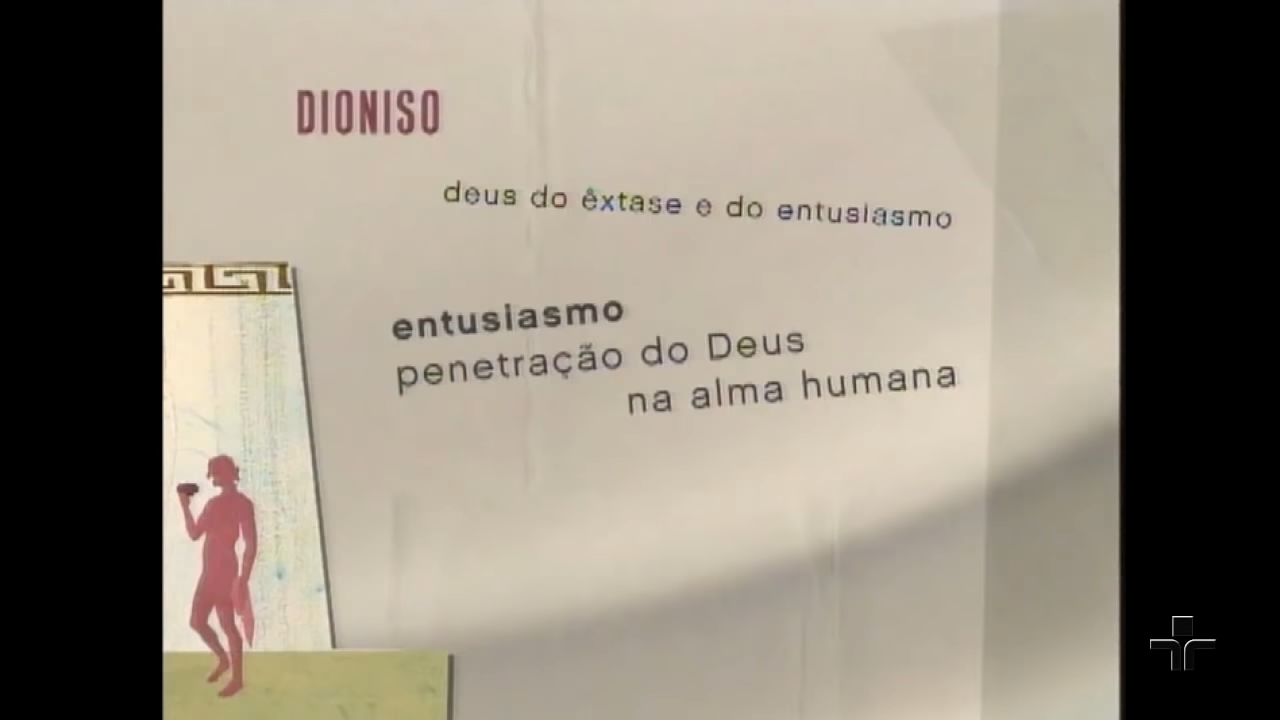 DIONISO
deus do êxtase e do entusiasmo
entusiasmo
penetração do Deus
na alma humana